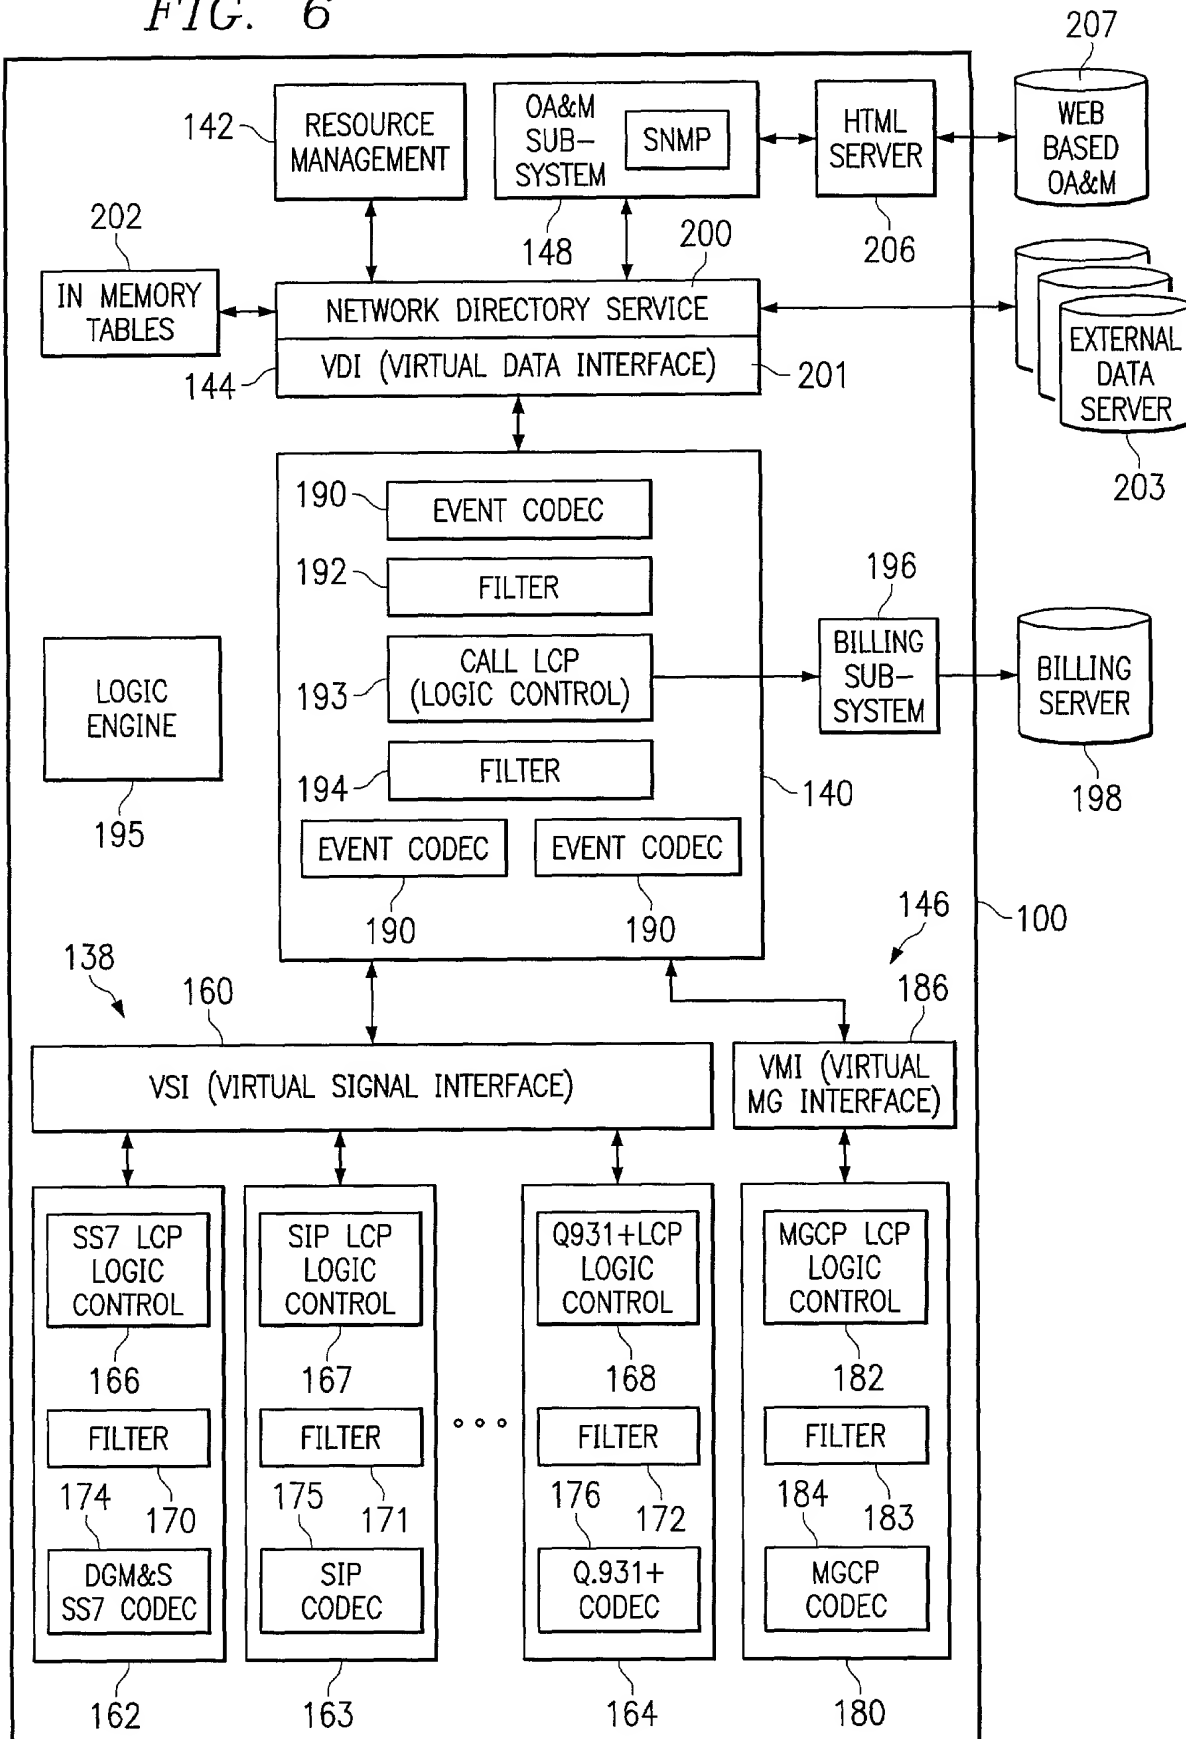 FIG. 6
207
142
RESOURCE
MANAGEMENT
OA&M
SUB-
SYSTEM
SNMP
HTML
SERVER
WEB
BASED
OA&M
202
148
200
206
IN MEMORY
TABLES
NETWORK DIRECTORY SERVICE
144
VDI (VIRTUAL DATA INTERFACE)
201
EXTERNAL
DATA
SERVER
203
190
EVENT CODEC
192
FILTER
196
193
CALL LCP
(LOGIC CONTROL)
BILLING
SUB-
SYSTEM
BILLING
SERVER
LOGIC
ENGINE
194
FILTER
140
198
195
EVENT CODEC
EVENT CODEC
190
190
146
100
138
160
186
VSI (VIRTUAL SIGNAL INTERFACE)
VMI (VIRTUAL
MG INTERFACE)
SS7 LCP
LOGIC
CONTROL
SIP LCP
LOGIC
CONTROL
Q931+LCP
LOGIC
CONTROL
MGCP LCP
LOGIC
CONTROL
166
167
168
182
FILTER
FILTER
FILTER
FILTER
174
170
175
171
176
172
184
183
DGM&S
SS7 CODEC
SIP
CODEC
Q.931+
CODEC
MGCP
CODEC
162
163
164
180